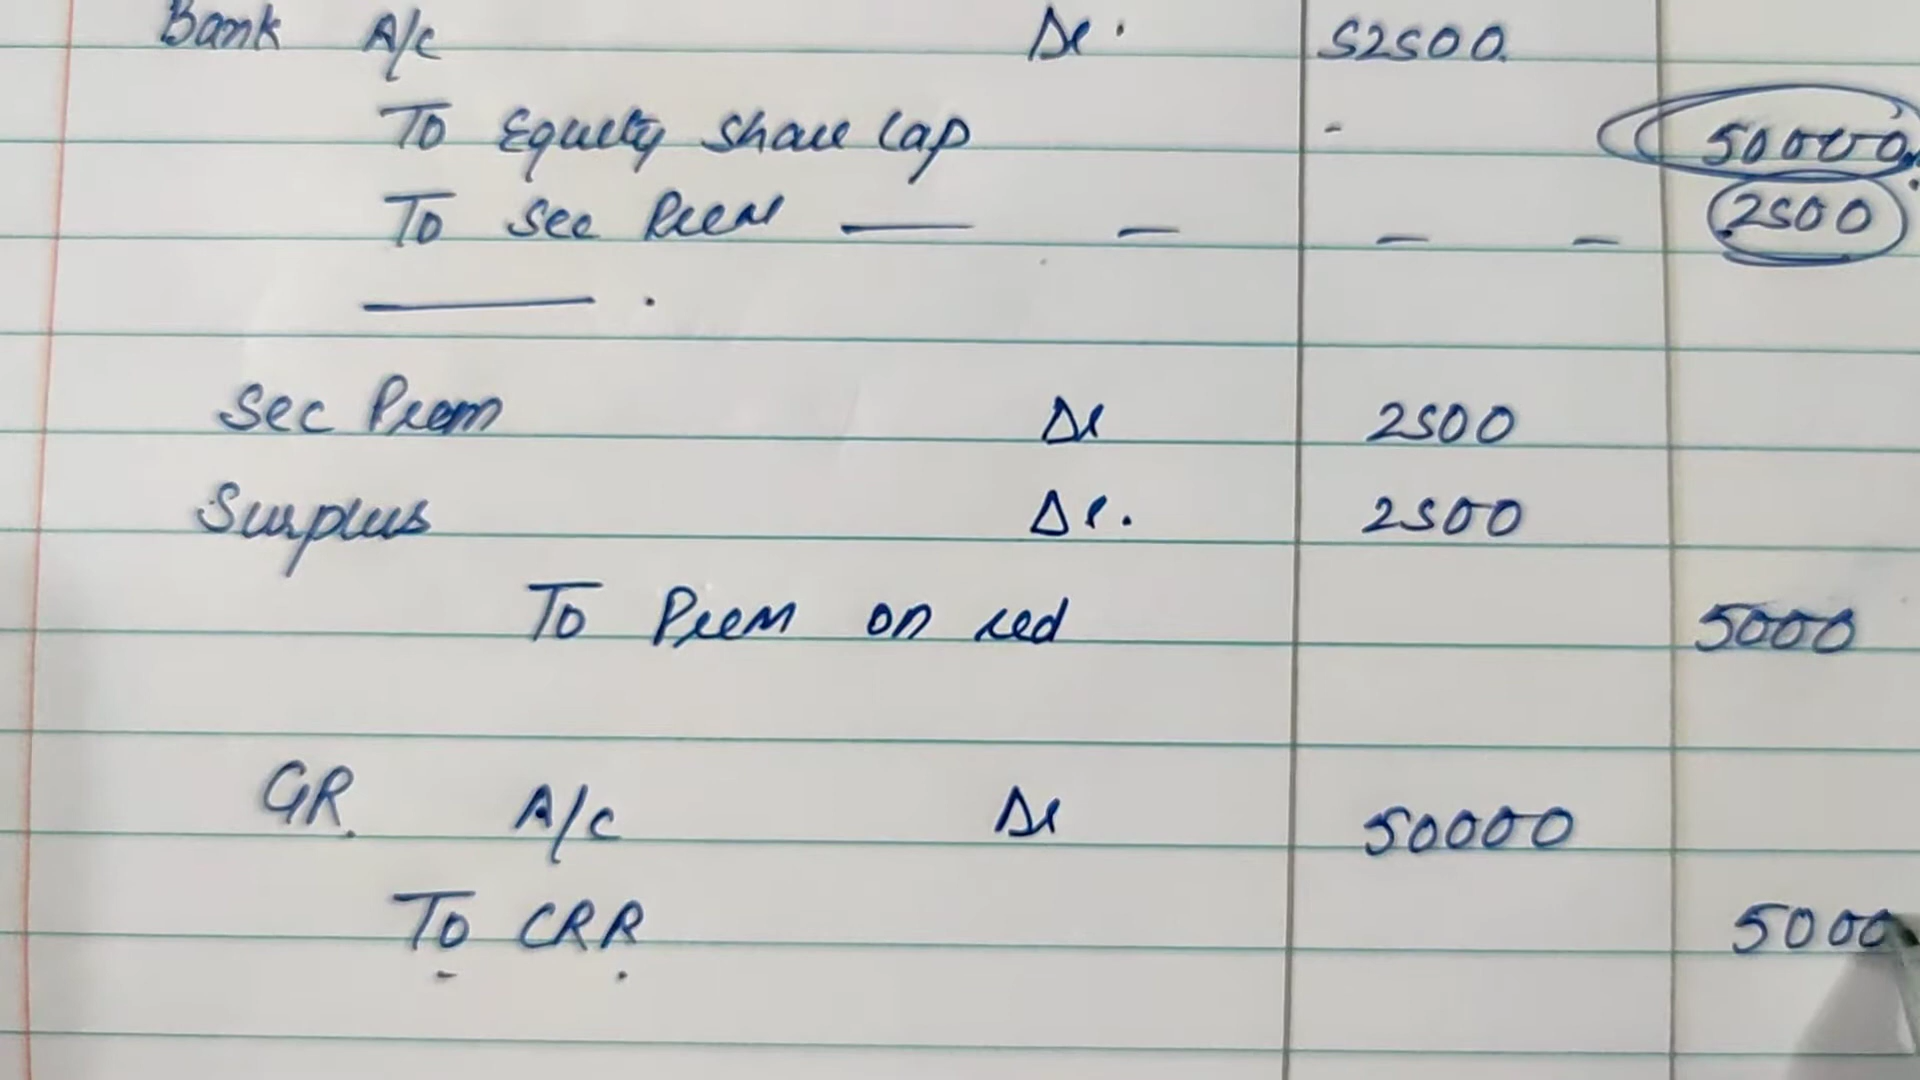 Bank A/c Dr. 52500.
To Equity Share Cap - 50000.
To Sec Prem — — — — 2500
Sec Prem Dr 2500
Surplus Dr. 2500
To Prem on red 5000
GR. A/c Dr 50000
To CRR 5000